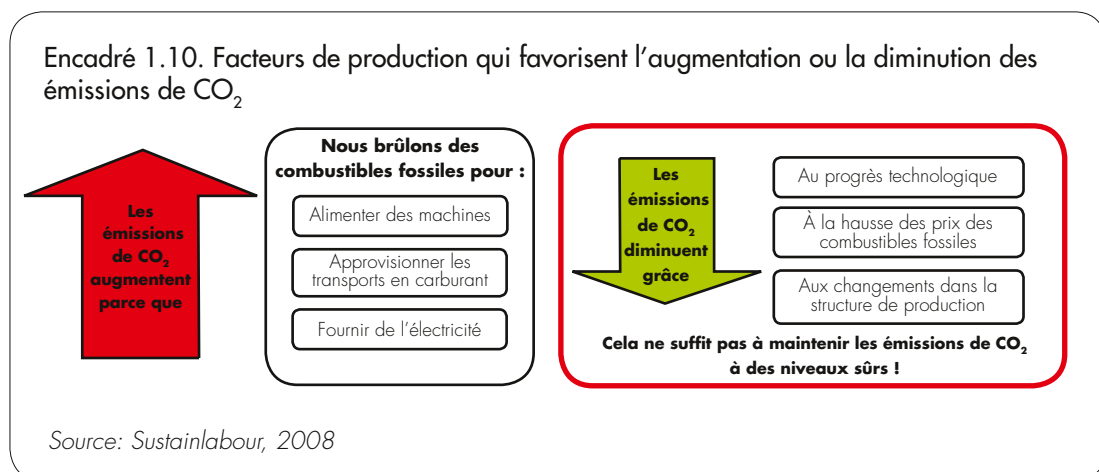 Encadré 1.10. Facteurs de production qui favorisent l'augmentation ou la diminution des
émissions de CO₂
Les
émissions
de CO₂
augmentent
parce que
Nous brûlons des
combustibles fossiles pour :
Alimenter des machines
Approvisionner les
transports en carburant
Fournir de l'électricité
Les
émissions
de CO₂
diminuent
grâce
Au progrès technologique
À la hausse des prix des
combustibles fossiles
Aux changements dans la
structure de production
Cela ne suffit pas à maintenir les émissions de CO₂
à des niveaux sûrs !
Source: Sustainlabour, 2008